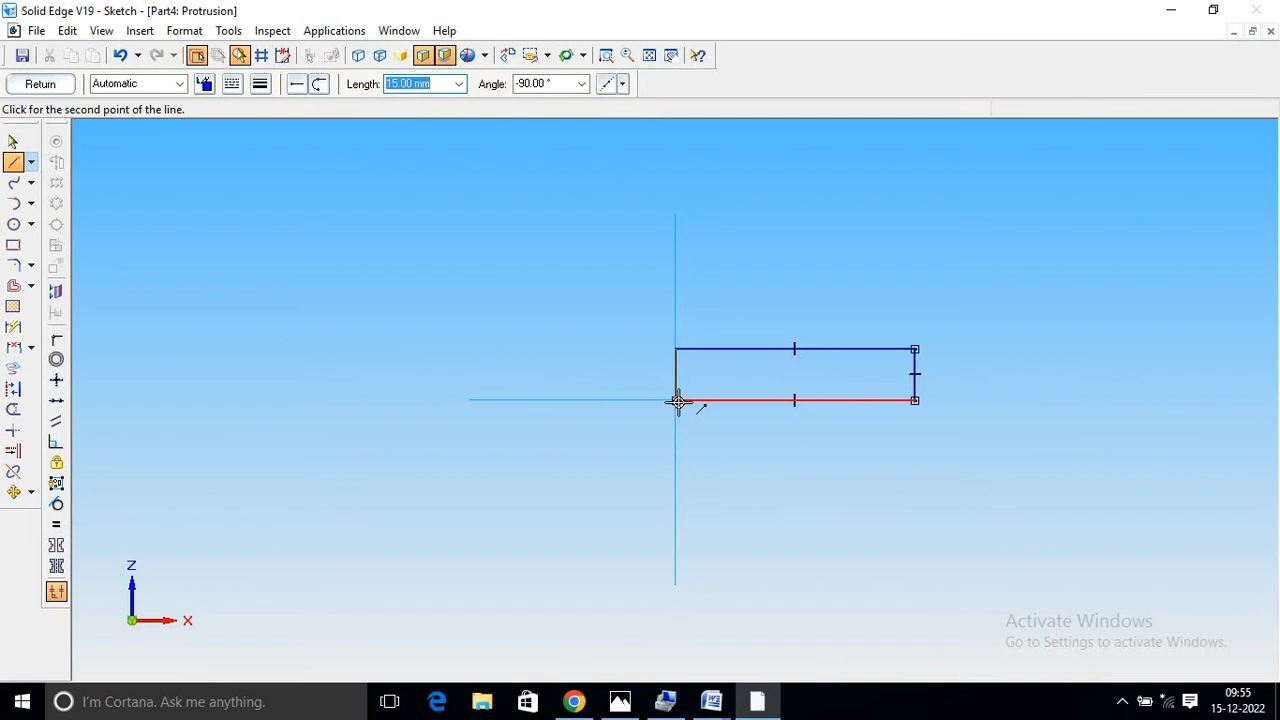 Solid Edge V19 - Sketch - [Part4: Protrusion]
File Edit View Insert Format Tools Inspect Applications Window Help
Return Automatic Length: 15.00 mm Angle: -90.00 °
Click for the second point of the line.
Z
X
Activate Windows
Go to Settings to activate Windows.
I'm Cortana. Ask me anything.
09:55
15-12-2022